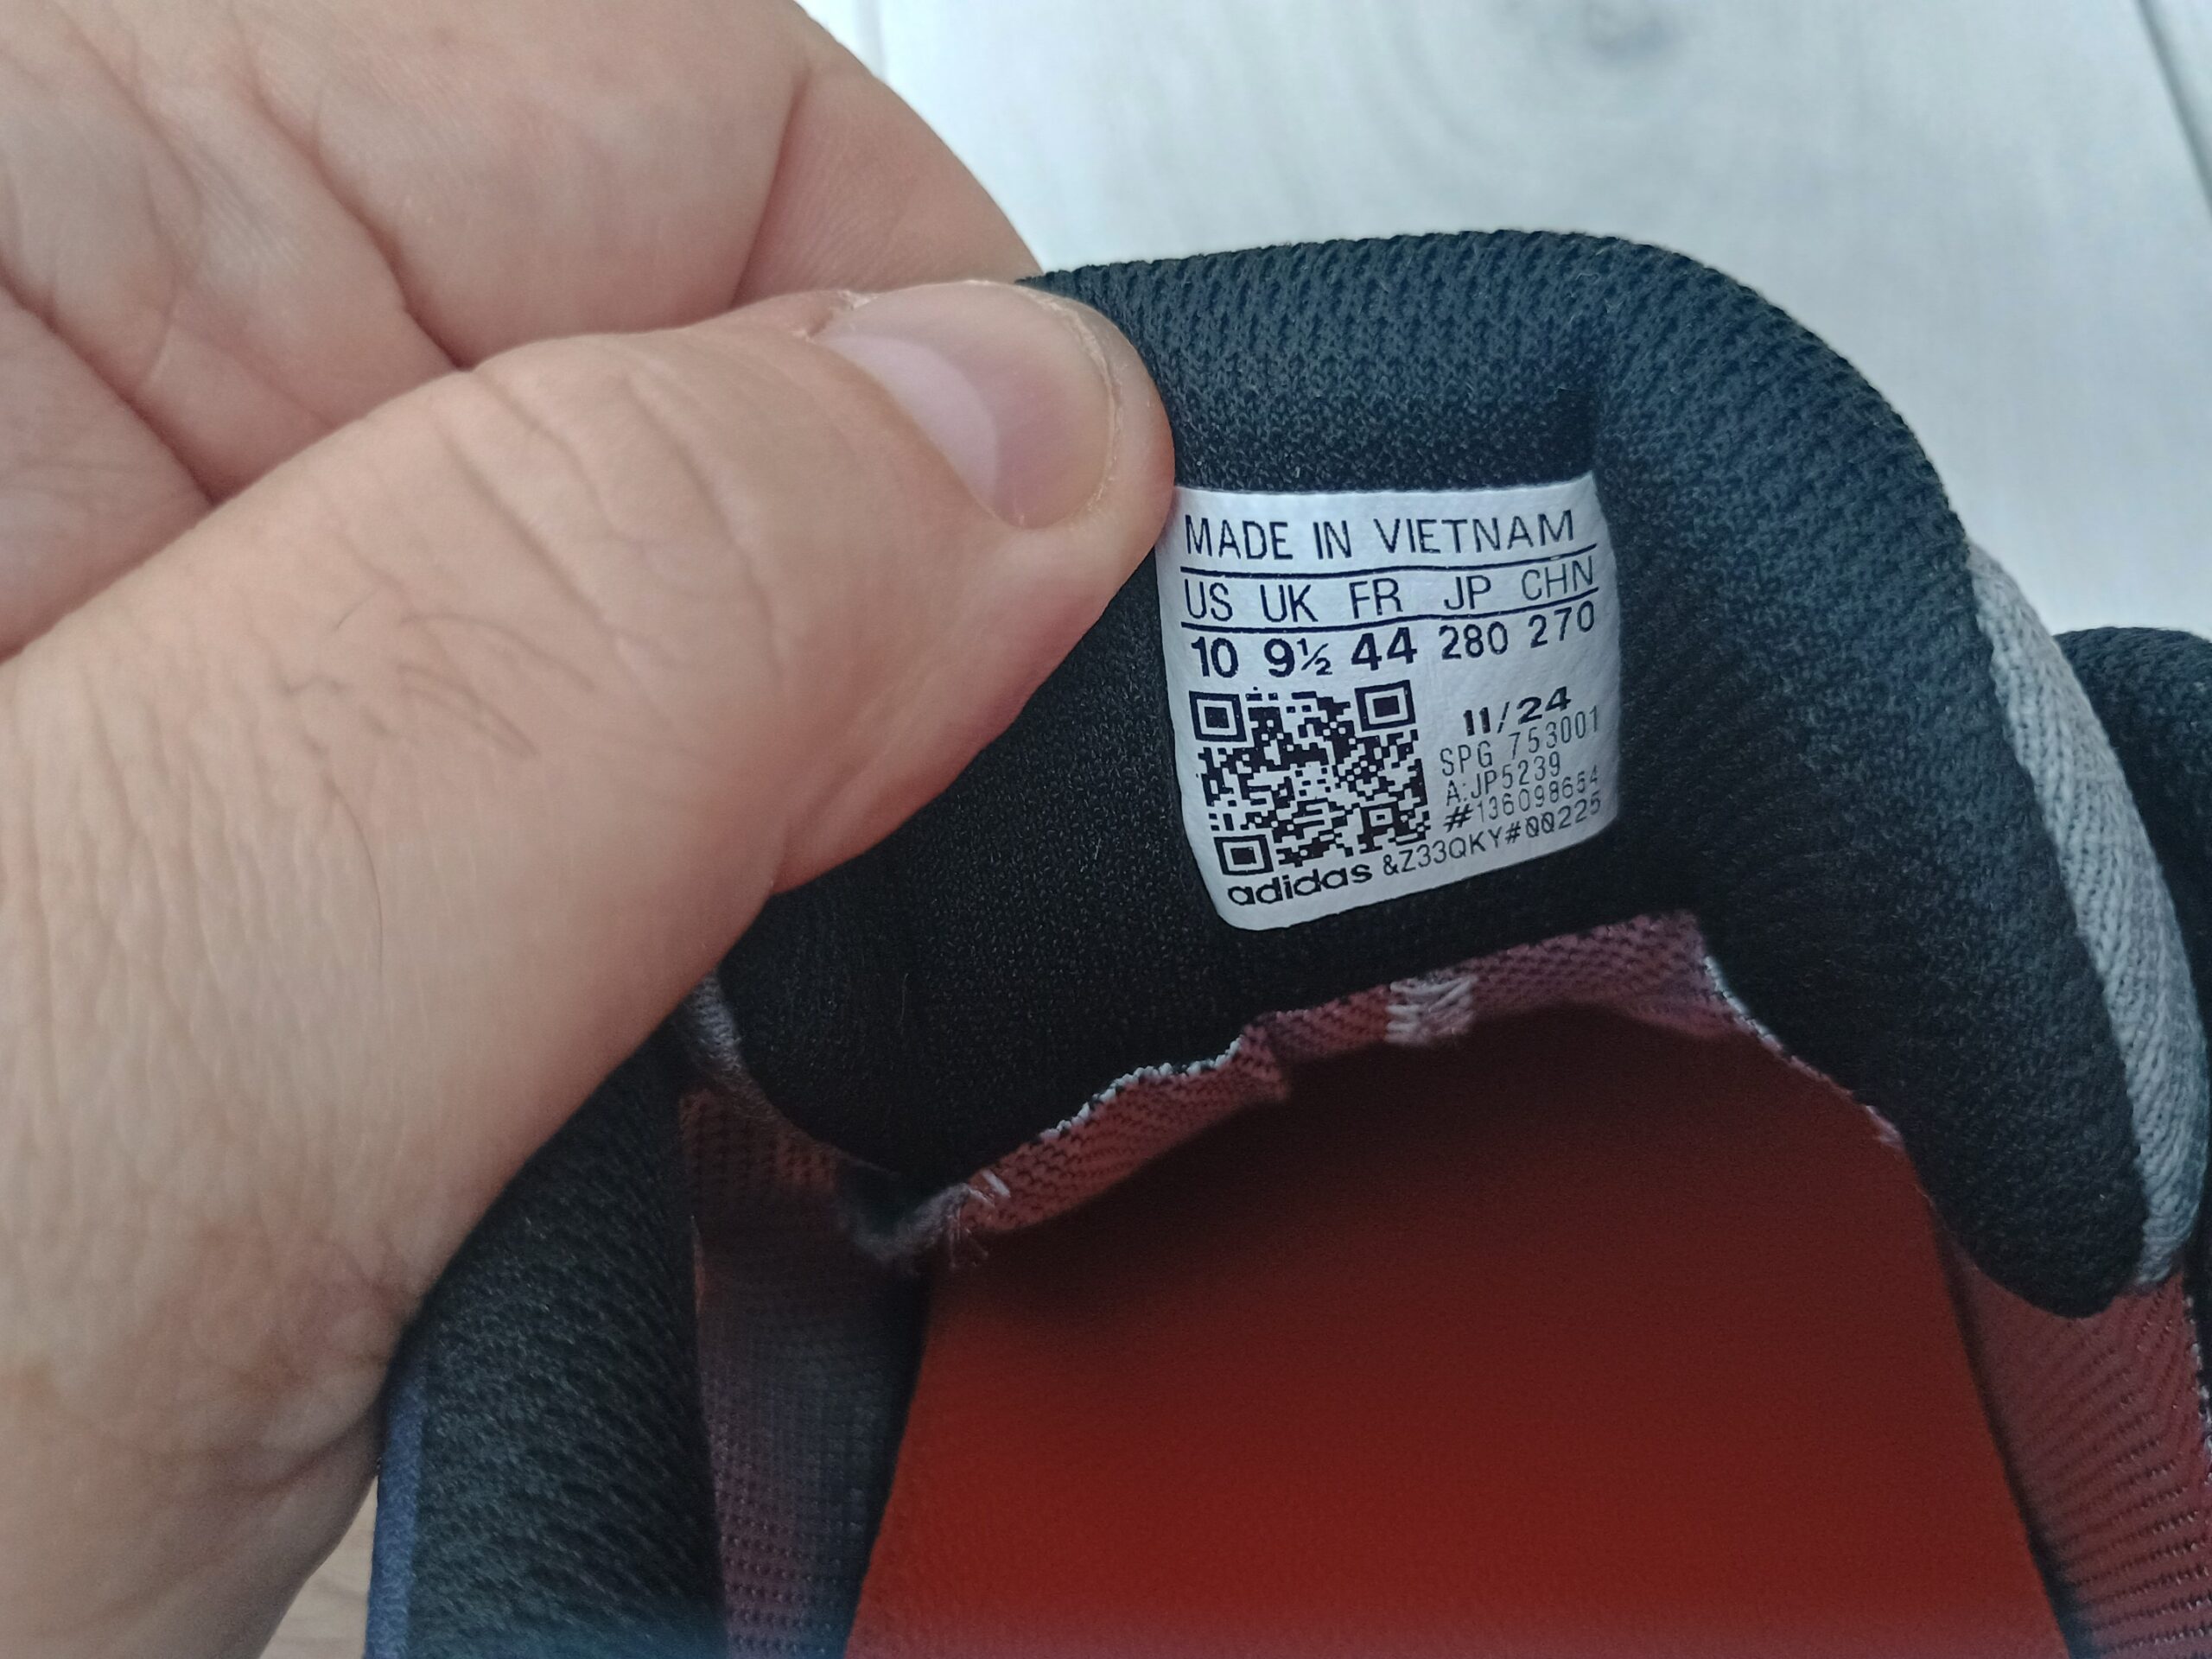 MADE IN VIETNAM
US UK FR JP CHN
10 9½ 44 280 270
11/24
SPG 753001
A:JP5239
#136098654
adidas &Z33QKY#00225